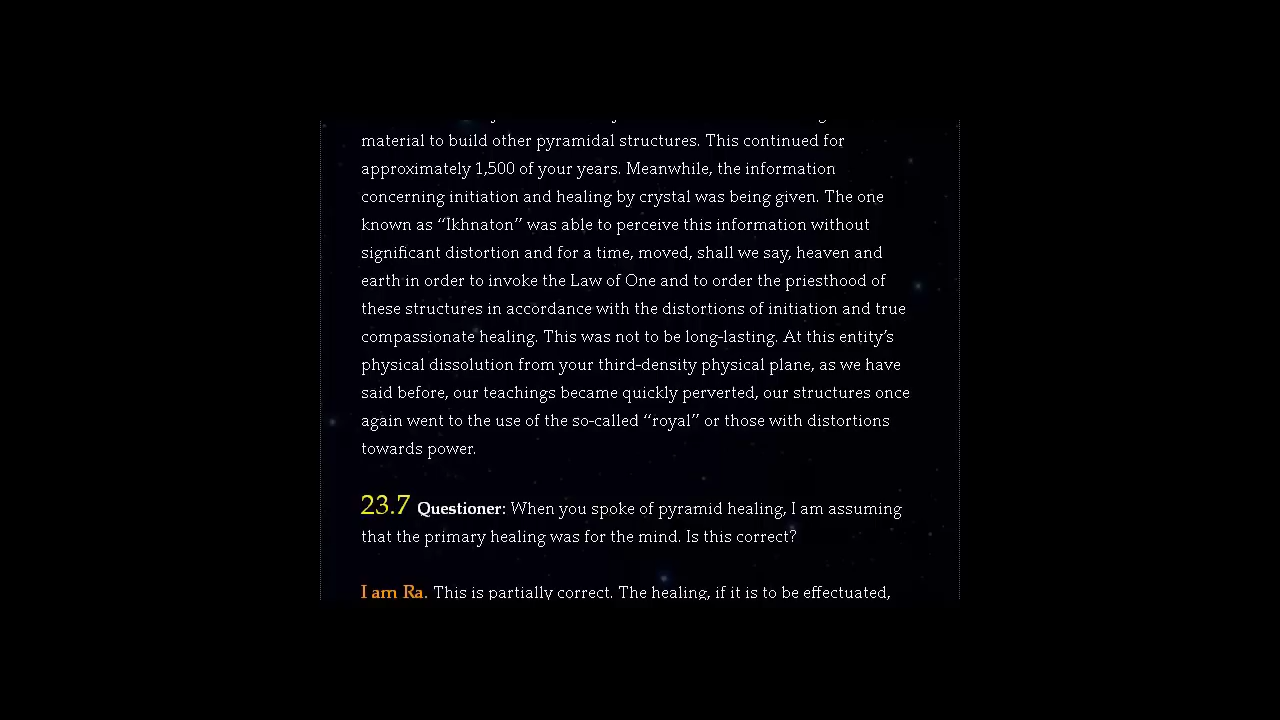 material to build other pyramidal structures. This continued for
approximately 1,500 of your years. Meanwhile, the information
concerning initiation and healing by crystal was being given. The one
known as “Ikhnaton” was able to perceive this information without
significant distortion and for a time, moved, shall we say, heaven and
earth in order to invoke the Law of One and to order the priesthood of
these structures in accordance with the distortions of initiation and true
compassionate healing. This was not to be long-lasting. At this entity’s
physical dissolution from your third-density physical plane, as we have
said before, our teachings became quickly perverted, our structures once
again went to the use of the so-called “royal” or those with distortions
towards power.
23.7 Questioner: When you spoke of pyramid healing, I am assuming
that the primary healing was for the mind. Is this correct?
I am Ra. This is partially correct. The healing, if it is to be effectuated,